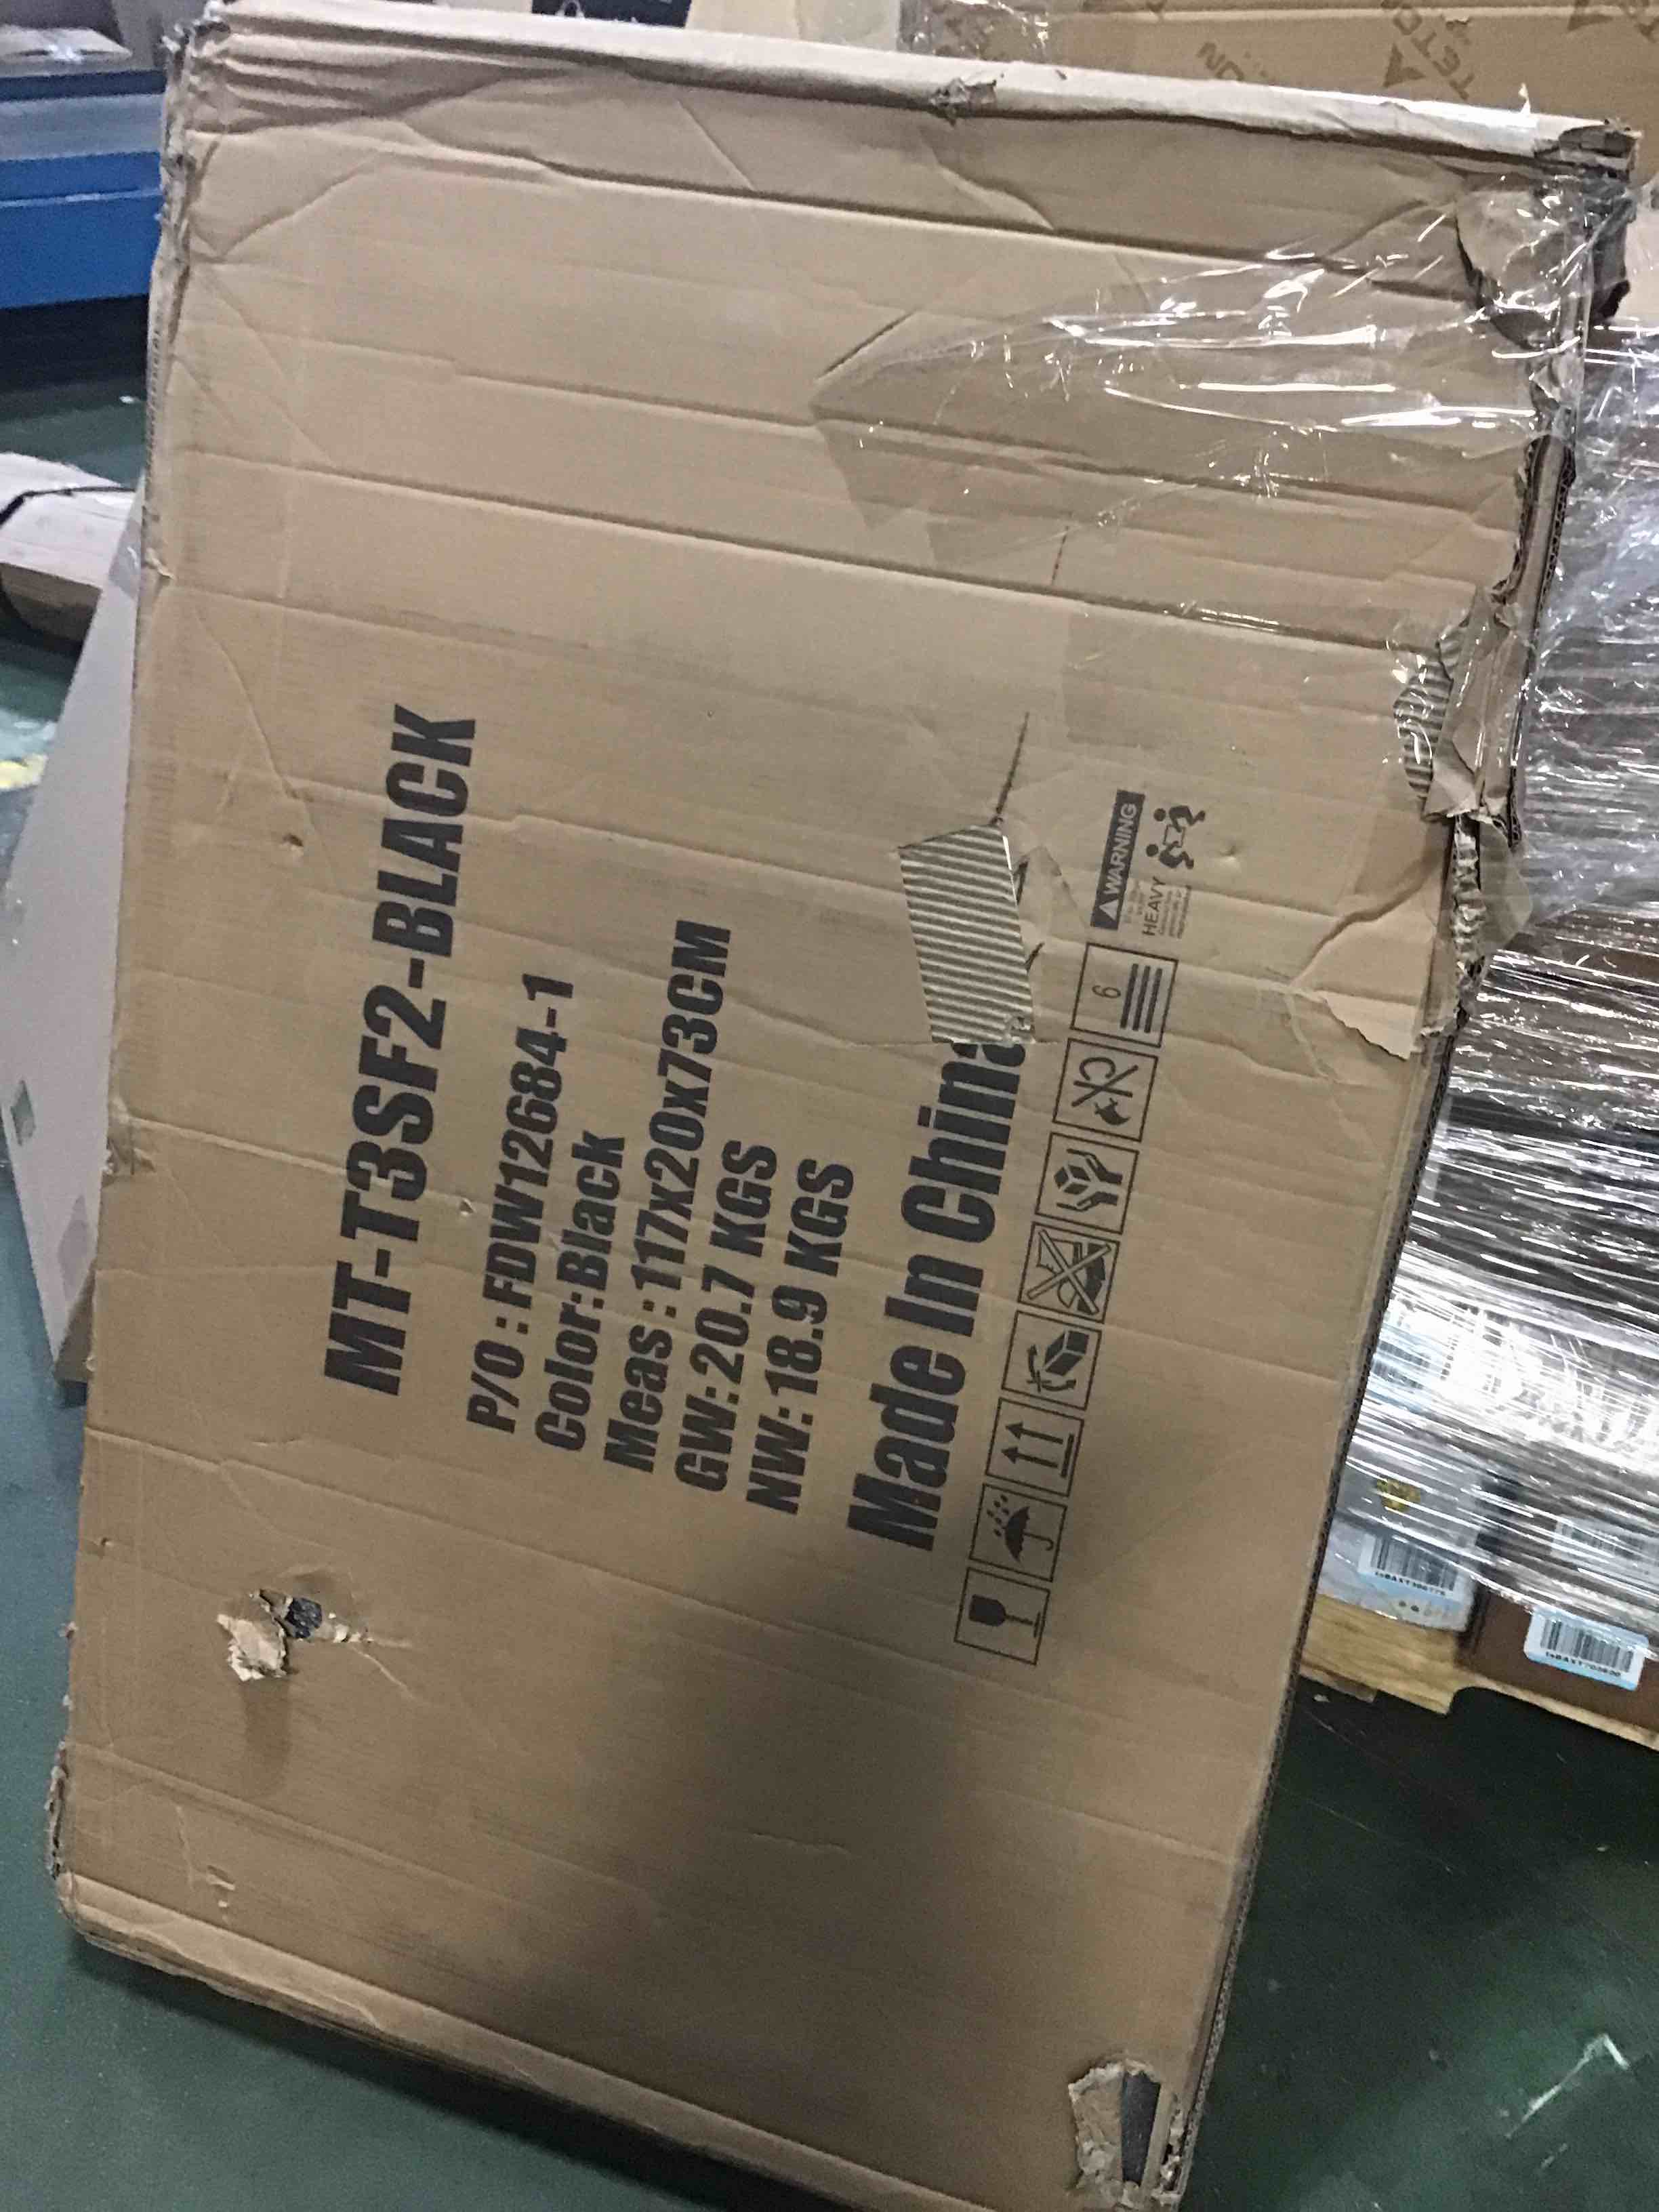 MT-T3SF2-BLACK
P/O : FDW12684-1
Color:Black
Meas : 117x20x73CM
GW: 20.7 KGS
NW: 18.9 KGS
Made In China
6
WARNING
HEAVY